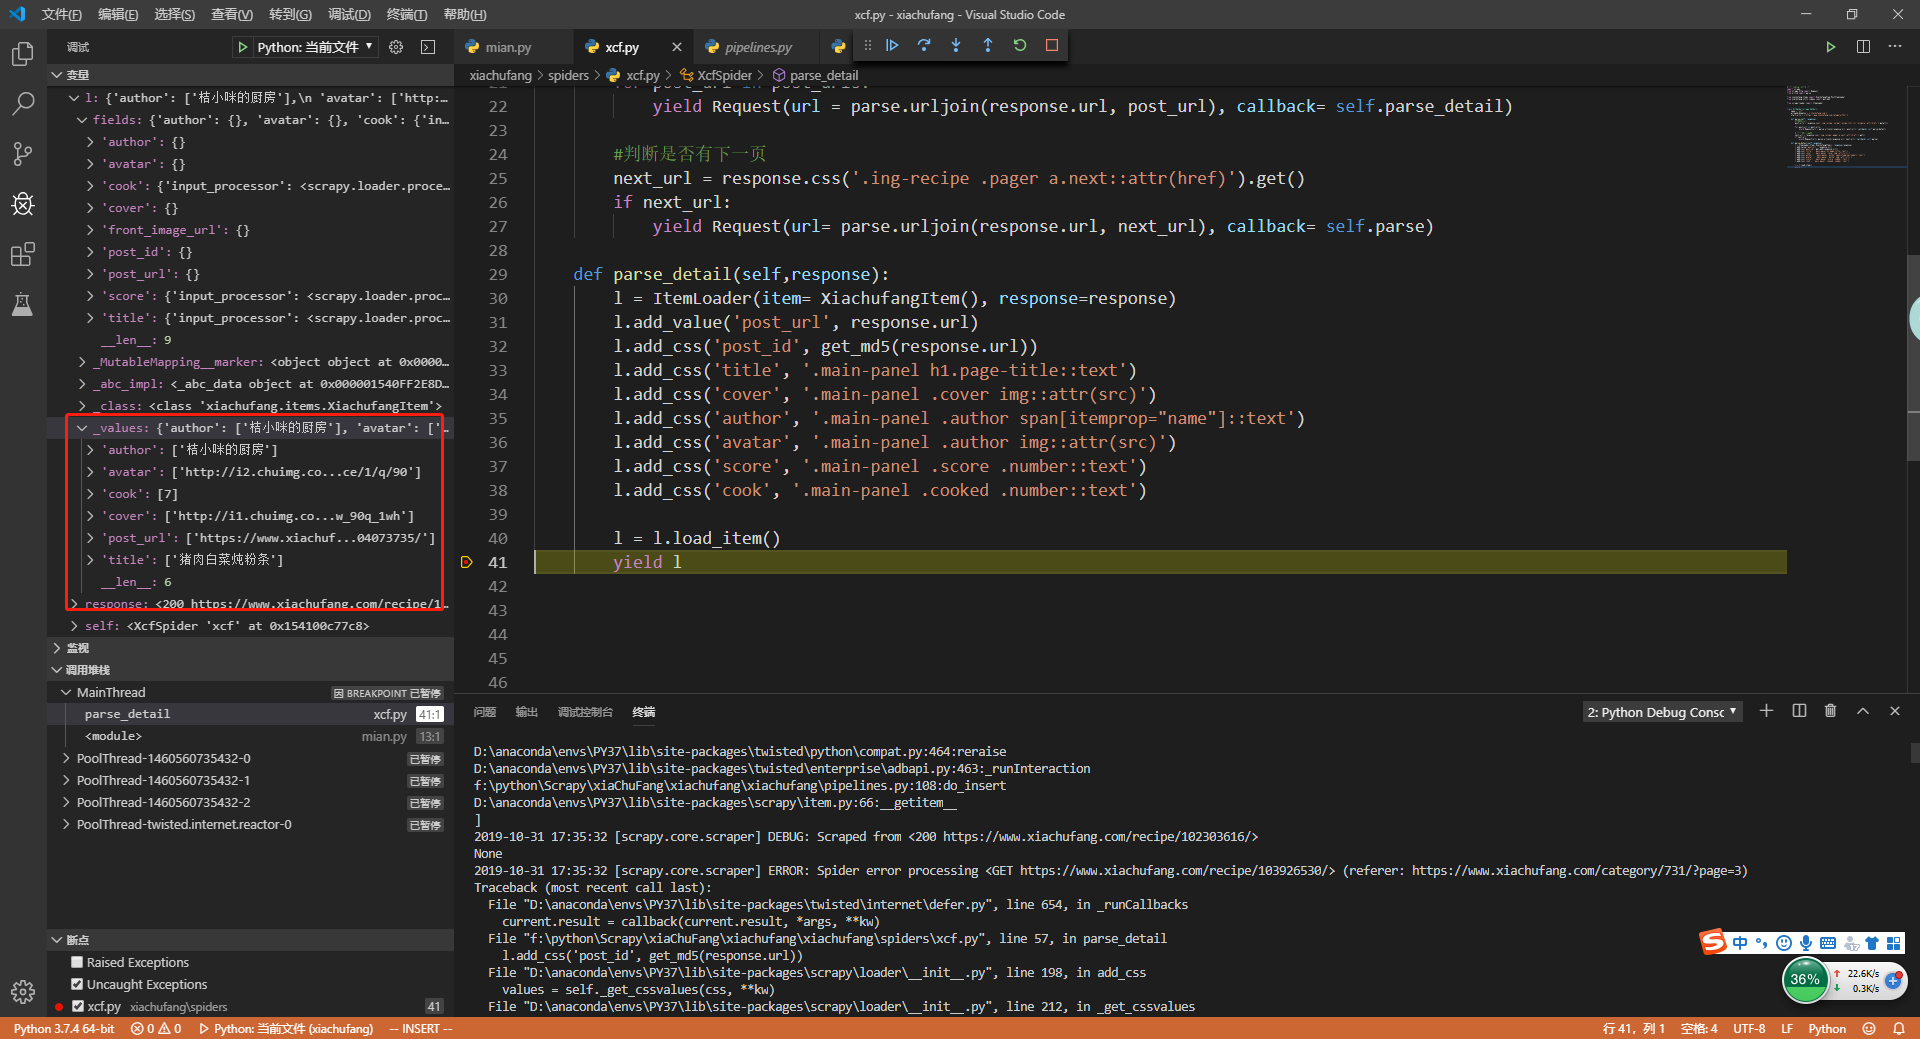 文件(F) 编辑(E) 选择(S) 查看(V) 转到(G) 调试(D) 终端(T) 帮助(H)
xcf.py - xiachufang - Visual Studio Code
调试
Python: 当前文件
mian.py
xcf.py
pipelines.py
xiachufang > spiders > xcf.py > XcfSpider > parse_detail
变量
l: {'author': ['桔小咪的厨房'],\n 'avatar': ['http:...
fields: {'author': {}, 'avatar': {}, 'cook': {'in...
'author': {}
'avatar': {}
'cook': {'input_processor': <scrapy.loader.proce...
'cover': {}
'front_image_url': {}
'post_id': {}
'post_url': {}
'score': {'input_processor': <scrapy.loader.proc...
'title': {'input_processor': <scrapy.loader.proc...
__len__: 9
_MutableMapping__marker: <object object at 0x0000...
_abc_impl: <_abc_data object at 0x000001540FF2E8D...
_class: <class 'xiachufang.items.XiachufangItem'>
_values: {'author': ['桔小咪的厨房'], 'avatar': ['...
'author': ['桔小咪的厨房']
'avatar': ['http://i2.chuimg.co...ce/1/q/90']
'cook': [7]
'cover': ['http://i1.chuimg.co...w_90q_1wh']
'post_url': ['https://www.xiachuf...04073735/']
'title': ['猪肉白菜炖粉条']
__len__: 6
response: <200 https://www.xiachufang.com/recipe/1...
self: <XcfSpider 'xcf' at 0x154100c77c8>
监视
调用堆栈
MainThread 因 BREAKPOINT 已暂停
parse_detail xcf.py 41:1
<module> mian.py 13:1
PoolThread-1460560735432-0 已暂停
PoolThread-1460560735432-1 已暂停
PoolThread-1460560735432-2 已暂停
PoolThread-twisted.internet.reactor-0 已暂停
断点
Raised Exceptions
Uncaught Exceptions
xcf.py xiachufang\spiders 41
21 for post_url in post_urls:
22 yield Request(url = parse.urljoin(response.url, post_url), callback= self.parse_detail)
23
24 #判断是否有下一页
25 next_url = response.css('.ing-recipe .pager a.next::attr(href)').get()
26 if next_url:
27 yield Request(url= parse.urljoin(response.url, next_url), callback= self.parse)
28
29 def parse_detail(self,response):
30 l = ItemLoader(item= XiachufangItem(), response=response)
31 l.add_value('post_url', response.url)
32 l.add_css('post_id', get_md5(response.url))
33 l.add_css('title', '.main-panel h1.page-title::text')
34 l.add_css('cover', '.main-panel .cover img::attr(src)')
35 l.add_css('author', '.main-panel .author span[itemprop="name"]::text')
36 l.add_css('avatar', '.main-panel .author img::attr(src)')
37 l.add_css('score', '.main-panel .score .number::text')
38 l.add_css('cook', '.main-panel .cooked .number::text')
39
40 l = l.load_item()
41 yield l
42
43
44
45
46
问题 输出 调试控制台 终端
2: Python Debug Consc
D:\anaconda\envs\PY37\lib\site-packages\twisted\python\compat.py:464:reraise
D:\anaconda\envs\PY37\lib\site-packages\twisted\enterprise\adbapi.py:463:_runInteraction
f:\python\Scrapy\xiaChuFang\xiachufang\xiachufang\pipelines.py:108:do_insert
D:\anaconda\envs\PY37\lib\site-packages\scrapy\item.py:66:__getitem__
]
2019-10-31 17:35:32 [scrapy.core.scraper] DEBUG: Scraped from <200 https://www.xiachufang.com/recipe/102303616/>
None
2019-10-31 17:35:32 [scrapy.core.scraper] ERROR: Spider error processing <GET https://www.xiachufang.com/recipe/103926530/> (referer: https://www.xiachufang.com/category/731/?page=3)
Traceback (most recent call last):
File "D:\anaconda\envs\PY37\lib\site-packages\twisted\internet\defer.py", line 654, in _runCallbacks
current.result = callback(current.result, *args, **kw)
File "f:\python\Scrapy\xiaChuFang\xiachufang\xiachufang\spiders\xcf.py", line 57, in parse_detail
l.add_css('post_id', get_md5(response.url))
File "D:\anaconda\envs\PY37\lib\site-packages\scrapy\loader\__init__.py", line 198, in add_css
values = self._get_cssvalues(css, **kw)
File "D:\anaconda\envs\PY37\lib\site-packages\scrapy\loader\__init__.py", line 212, in _get_cssvalues
中
36%
22.6K/s
0.3K/s
Python 3.7.4 64-bit 0 0 Python: 当前文件 (xiachufang) -- INSERT --
行 41, 列 1 空格: 4 UTF-8 LF Python